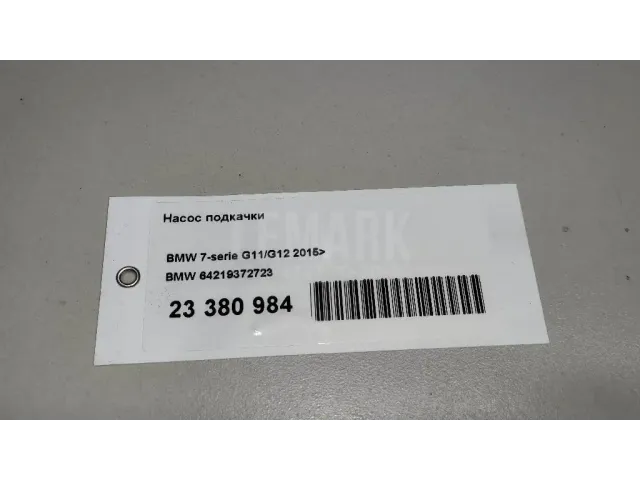 Насос подкачки
BMW 7-serie G11/G12 2015>
BMW 64219372723
23 380 984